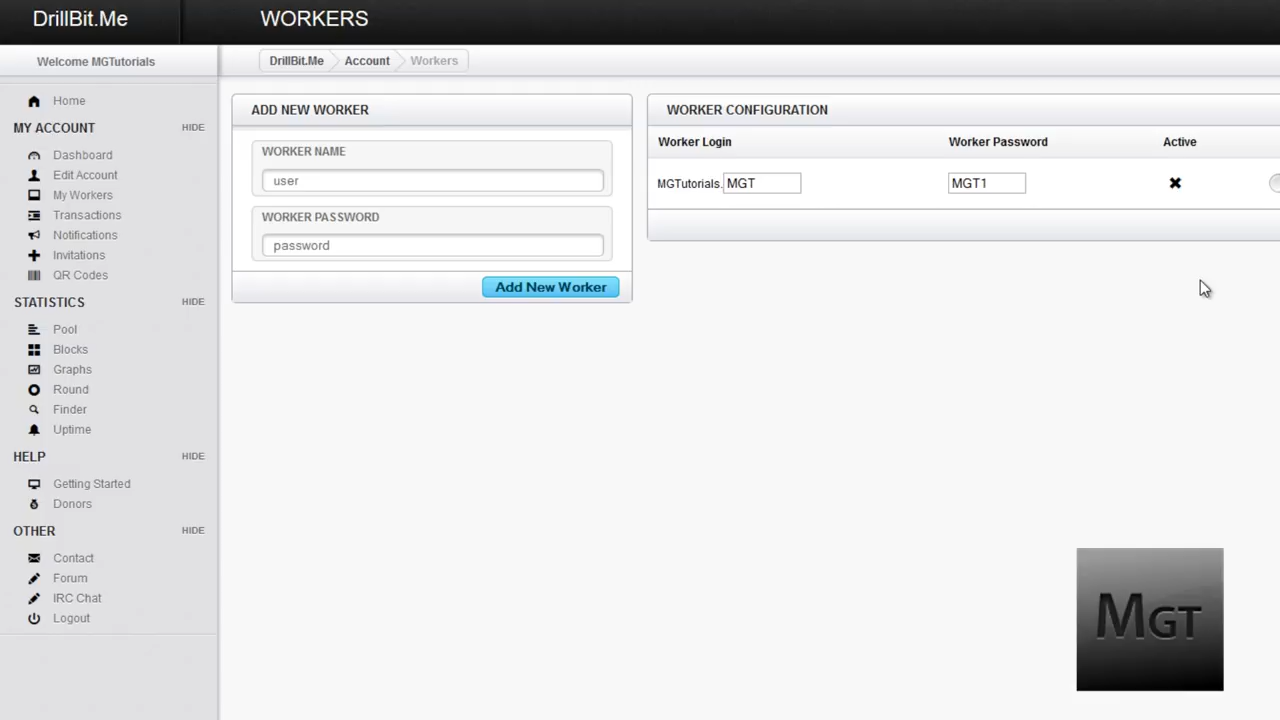 DrillBit.Me
WORKERS
Welcome MGTutorials
DrillBit.Me Account Workers
Home
MY ACCOUNT HIDE
Dashboard
Edit Account
My Workers
Transactions
Notifications
Invitations
QR Codes
STATISTICS HIDE
Pool
Blocks
Graphs
Round
Finder
Uptime
HELP HIDE
Getting Started
Donors
OTHER HIDE
Contact
Forum
IRC Chat
Logout
ADD NEW WORKER
WORKER NAME
user
WORKER PASSWORD
password
Add New Worker
WORKER CONFIGURATION
Worker Login Worker Password Active
MGTutorials. MGT MGT1
MGT